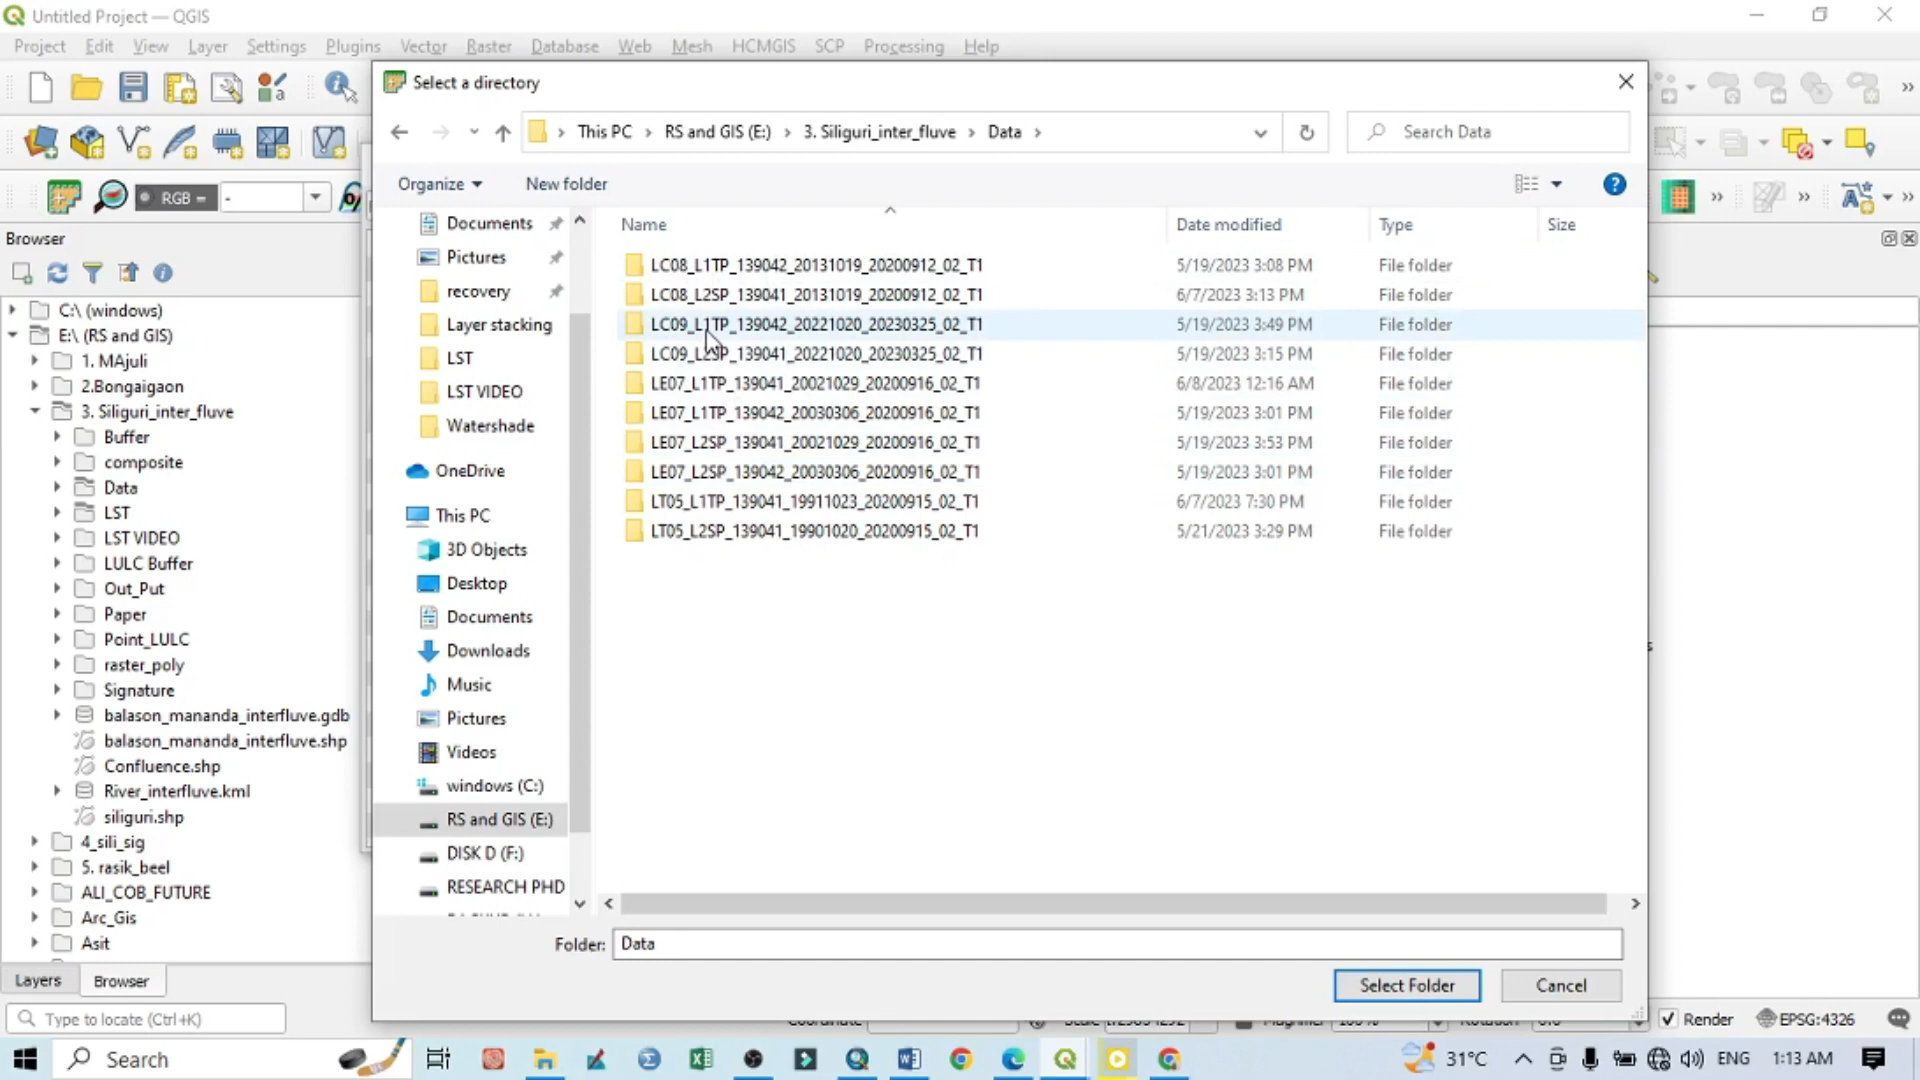 Untitled Project — QGIS
Project Edit View Layer Settings Plugins Vector Raster Database Web Mesh HCMGIS SCP Processing Help
Select a directory
This PC › RS and GIS (E:) › 3. Siliguri_inter_fluve › Data ›
Search Data
Organize New folder
RGB = -
Browser
Name Date modified Type Size
LC08_L1TP_139042_20131019_20200912_02_T1 5/19/2023 3:08 PM File folder
LC08_L2SP_139041_20131019_20200912_02_T1 6/7/2023 3:13 PM File folder
LC09_L1TP_139042_20221020_20230325_02_T1 5/19/2023 3:49 PM File folder
LC09_L2SP_139041_20221020_20230325_02_T1 5/19/2023 3:15 PM File folder
LE07_L1TP_139041_20021029_20200916_02_T1 6/8/2023 12:16 AM File folder
LE07_L1TP_139042_20030306_20200916_02_T1 5/19/2023 3:01 PM File folder
LE07_L2SP_139041_20021029_20200916_02_T1 5/19/2023 3:53 PM File folder
LE07_L2SP_139042_20030306_20200916_02_T1 5/19/2023 3:01 PM File folder
LT05_L1TP_139041_19911023_20200915_02_T1 6/7/2023 7:30 PM File folder
LT05_L2SP_139041_19901020_20200915_02_T1 5/21/2023 3:29 PM File folder
Documents
Pictures
recovery
Layer stacking
LST
LST VIDEO
Watershade
OneDrive
This PC
3D Objects
Desktop
Documents
Downloads
Music
Pictures
Videos
windows (C:)
RS and GIS (E:)
DISK D (F:)
RESEARCH PHD
C:\ (windows)
E:\ (RS and GIS)
1. MAjuli
2.Bongaigaon
3. Siliguri_inter_fluve
Buffer
composite
Data
LST
LST VIDEO
LULC Buffer
Out_Put
Paper
Point_LULC
raster_poly
Signature
balason_mananda_interfluve.gdb
balason_mananda_interfluve.shp
Confluence.shp
River_interfluve.kml
siliguri.shp
4_sili_sig
5. rasik_beel
ALI_COB_FUTURE
Arc_Gis
Asit
Folder: Data
Select Folder Cancel
Layers Browser
Type to locate (Ctrl+K)
Render EPSG:4326
Search
31°C ENG 1:13 AM